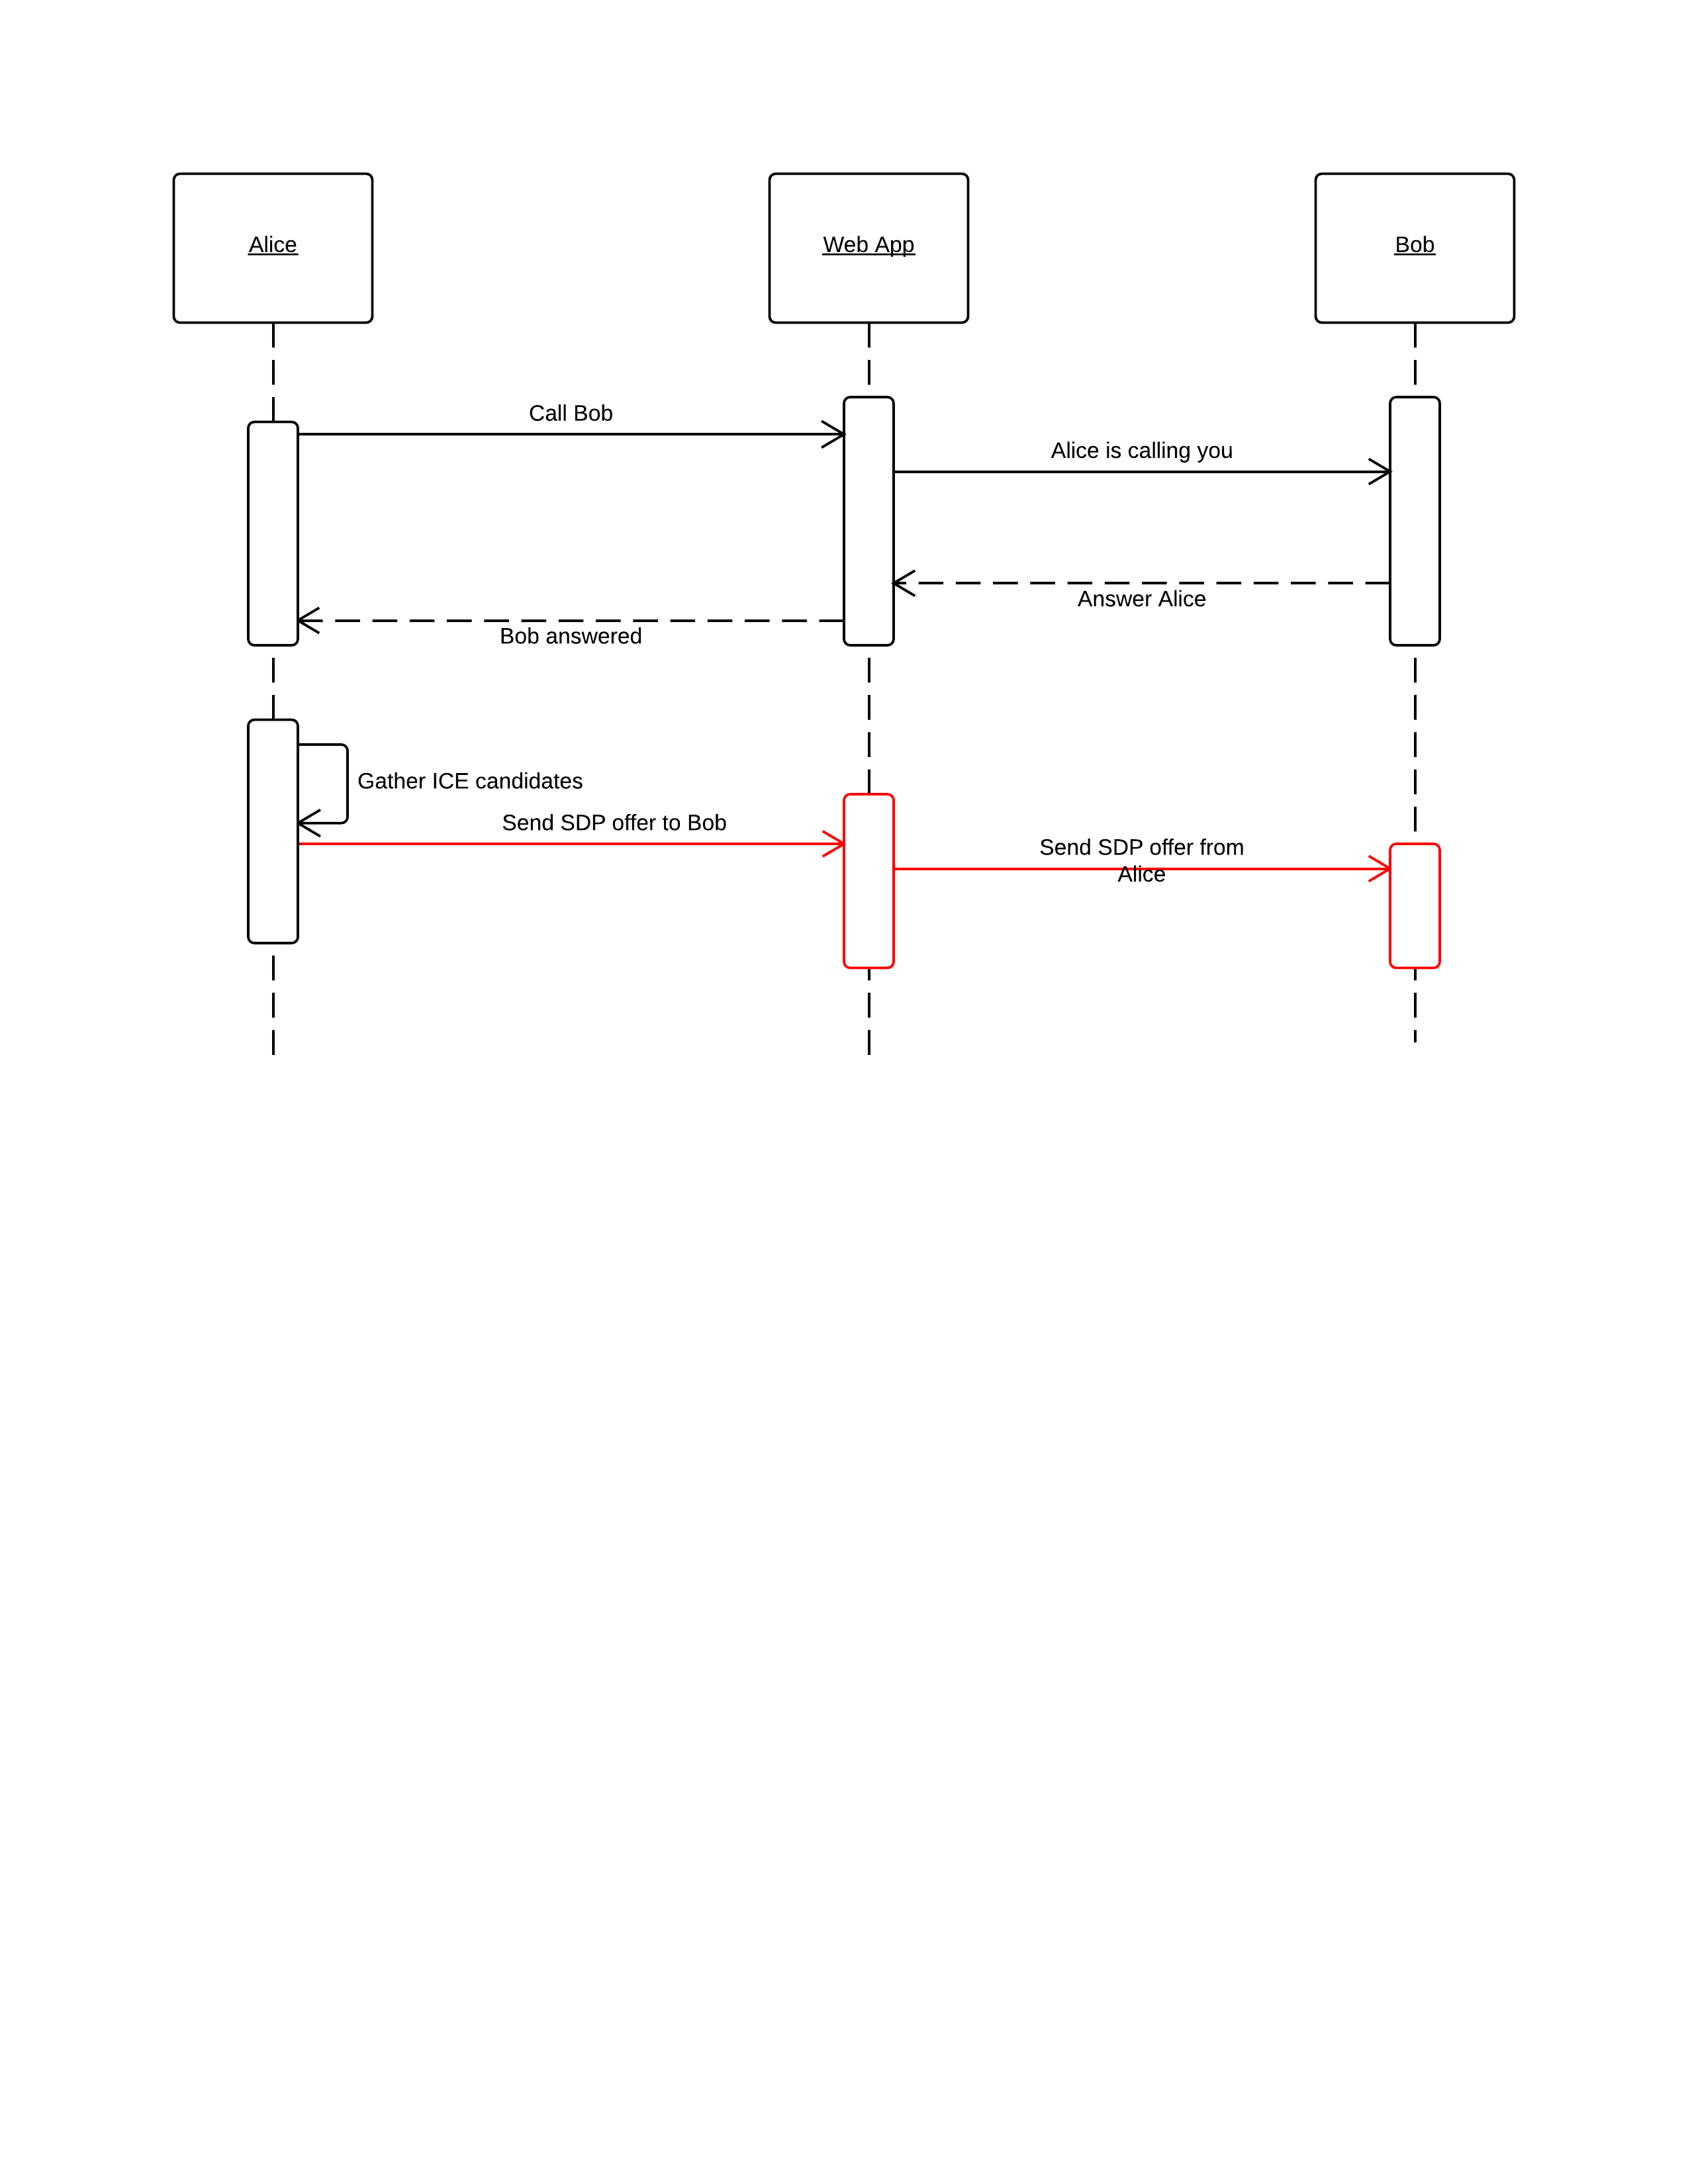 Alice
Web App
Bob
Call Bob
Alice is calling you
Answer Alice
Bob answered
Gather ICE candidates
Send SDP offer to Bob
Send SDP offer from
Alice